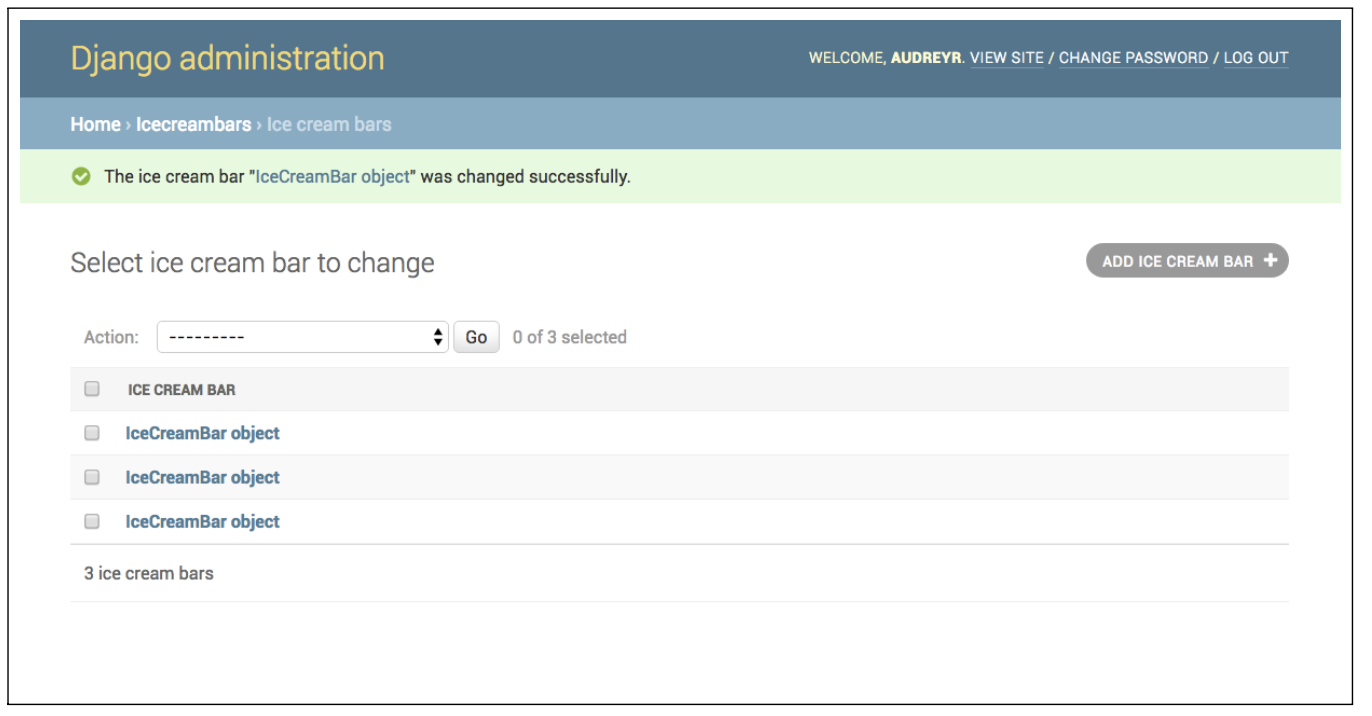 Django administration
WELCOME, AUDREYR. VIEW SITE / CHANGE PASSWORD / LOG OUT
Home › Icecreambars › Ice cream bars
The ice cream bar "IceCreamBar object" was changed successfully.
Select ice cream bar to change
ADD ICE CREAM BAR +
Action: --------- Go 0 of 3 selected
ICE CREAM BAR
IceCreamBar object
IceCreamBar object
IceCreamBar object
3 ice cream bars